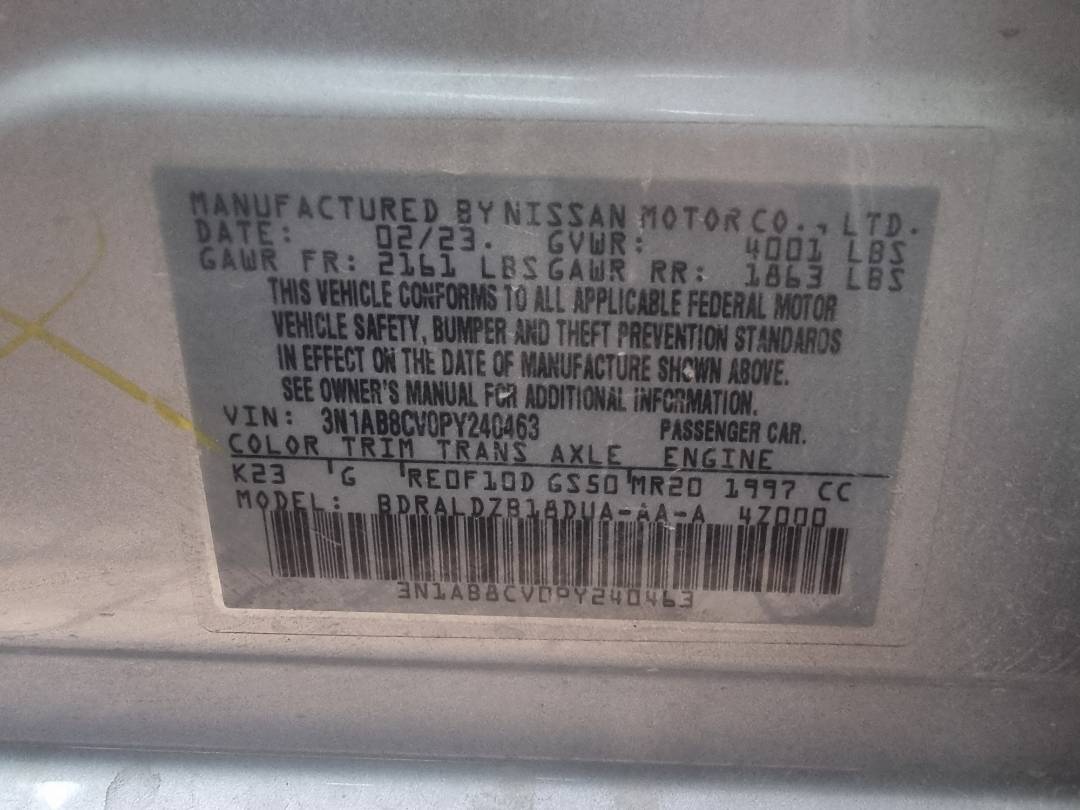 MANUFACTURED BY NISSAN MOTOR CO., LTD.
DATE: 02/23. GVWR: 4001 LBS
GAWR FR: 2161 LBS GAWR RR: 1863 LBS
THIS VEHICLE CONFORMS TO ALL APPLICABLE FEDERAL MOTOR
VEHICLE SAFETY, BUMPER AND THEFT PREVENTION STANDARDS
IN EFFECT ON THE DATE OF MANUFACTURE SHOWN ABOVE.
SEE OWNER'S MANUAL FOR ADDITIONAL INFORMATION.
VIN: 3N1AB8CV0PY240463 PASSENGER CAR.
COLOR TRIM TRANS AXLE ENGINE
K23 G RE0F10D GS50 MR20 1997 CC
MODEL: BDRALDZB18DUA-AA-A 4Z000
3N1AB8CV0PY240463